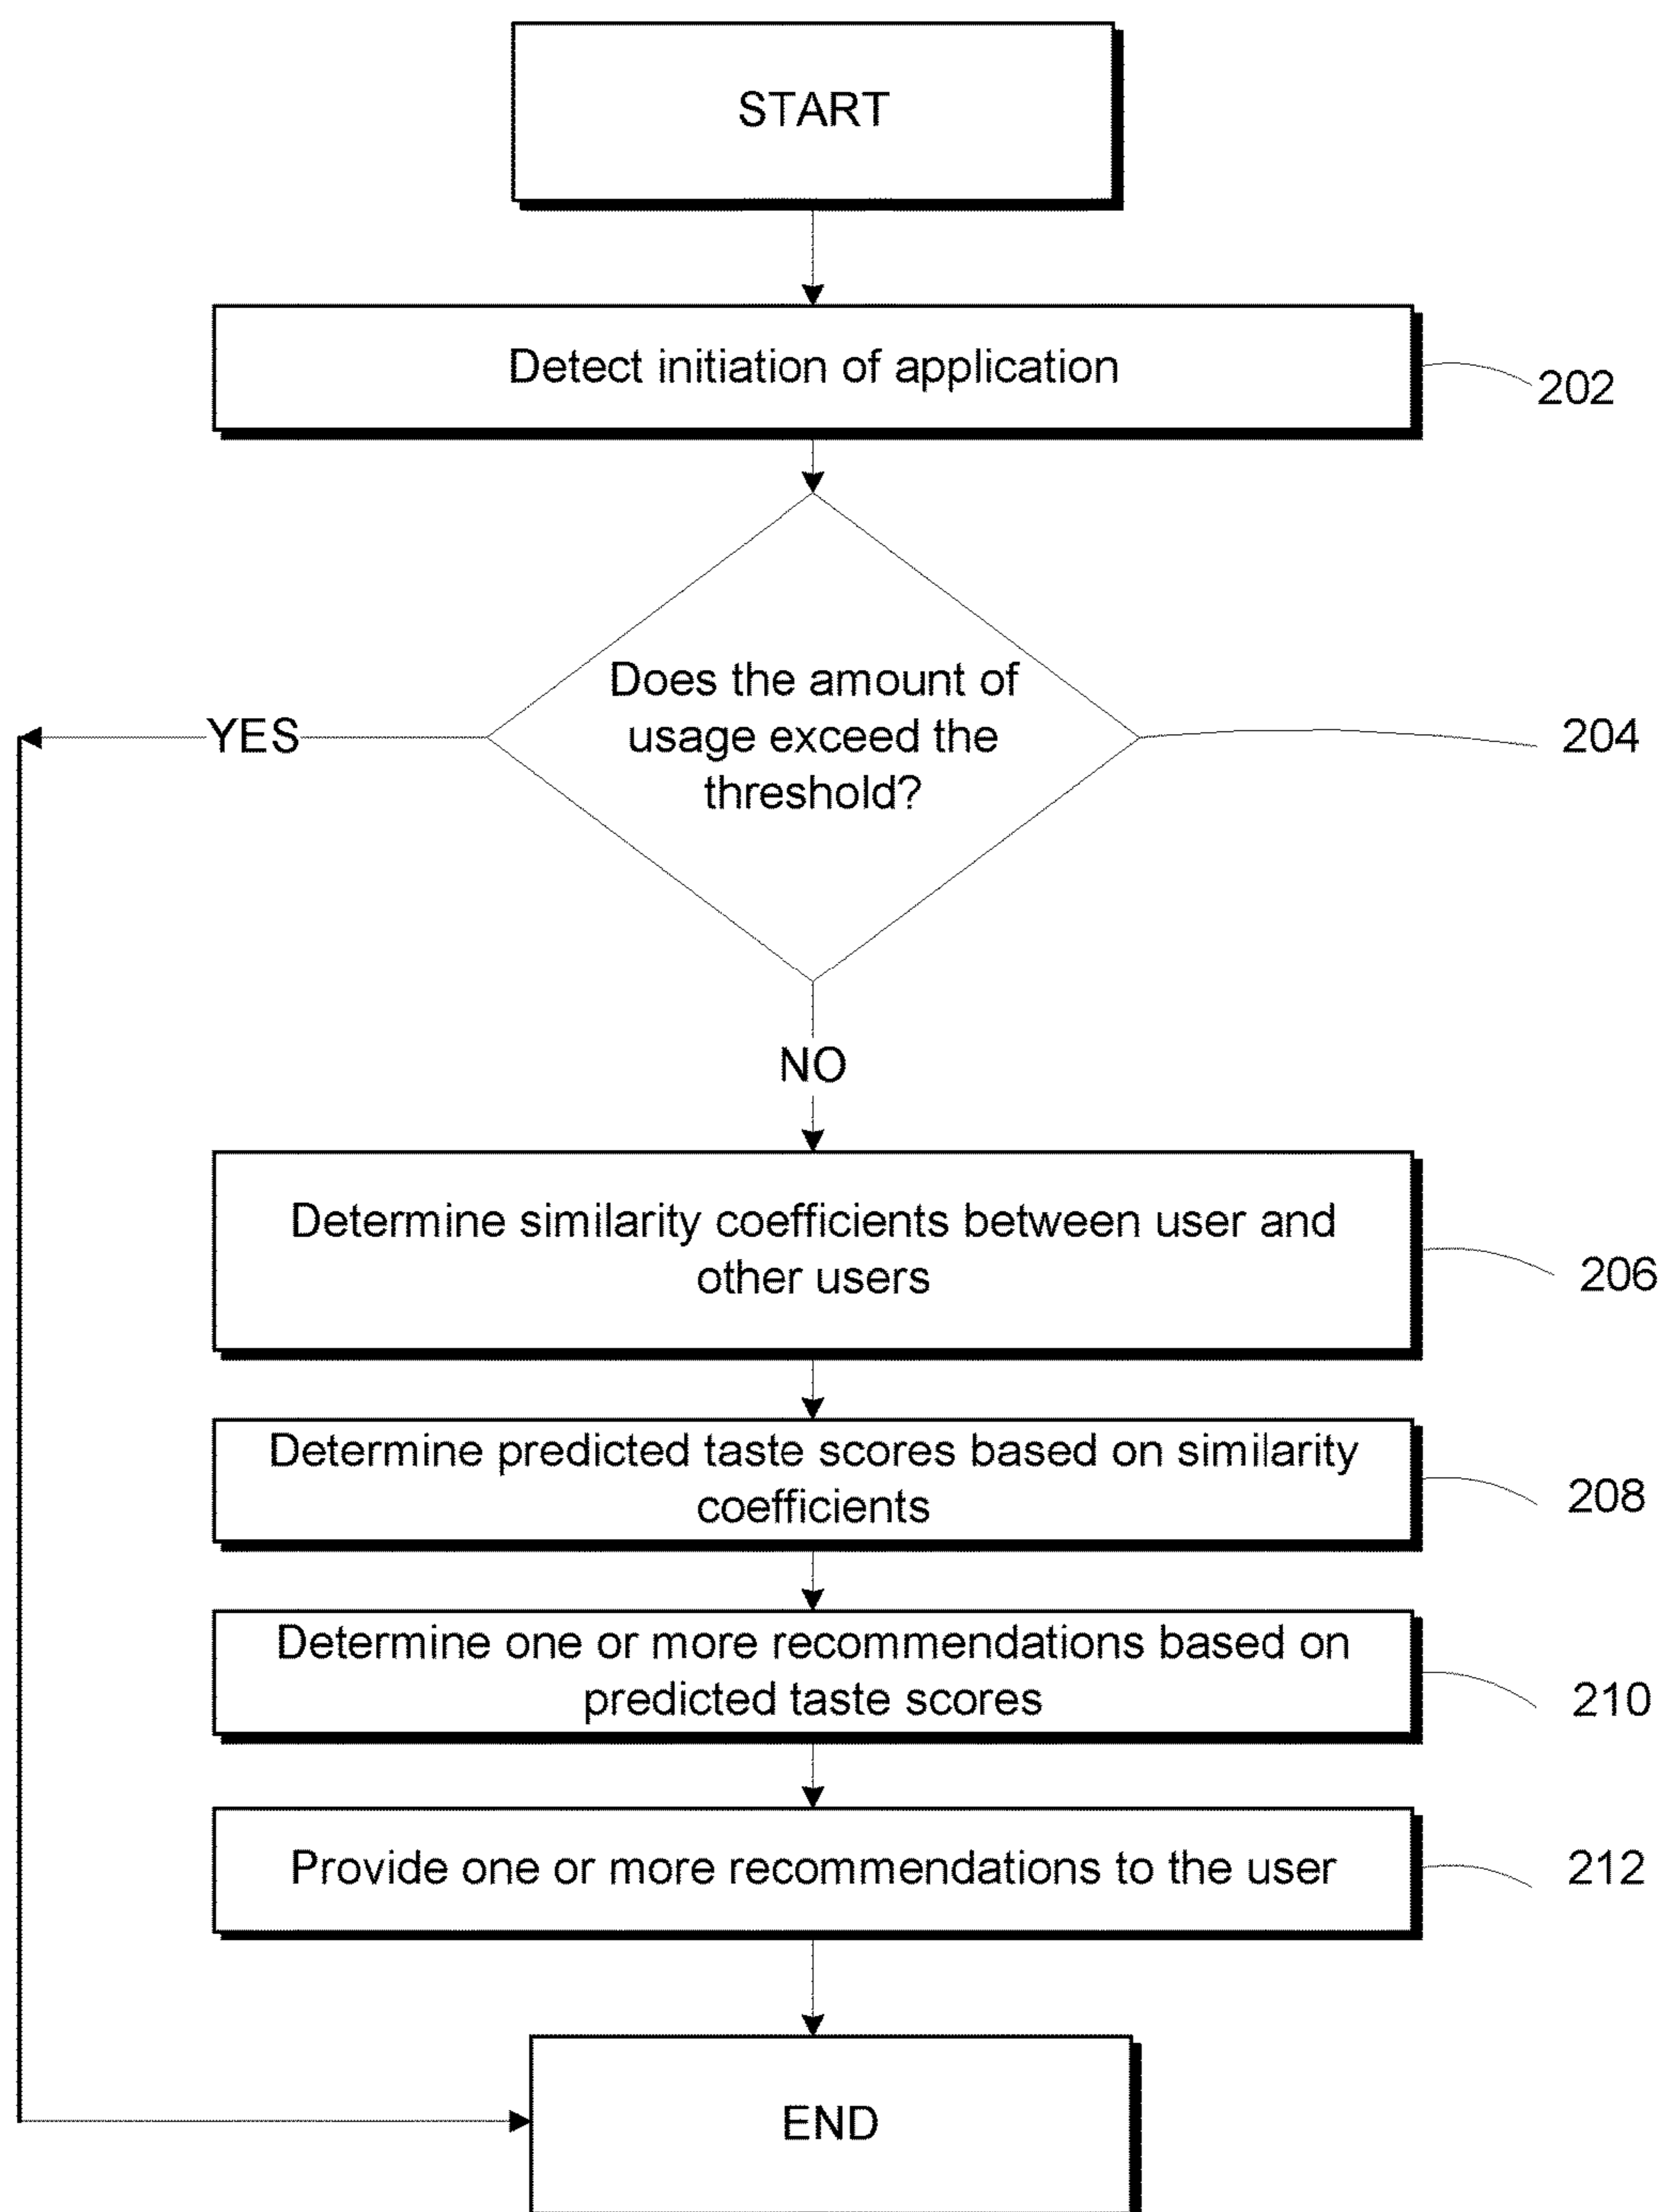 START
Detect initiation of application
202
Does the amount of
usage exceed the
threshold?
204
YES
NO
Determine similarity coefficients between user and
other users
206
Determine predicted taste scores based on similarity
coefficients
208
Determine one or more recommendations based on
predicted taste scores
210
Provide one or more recommendations to the user
212
END